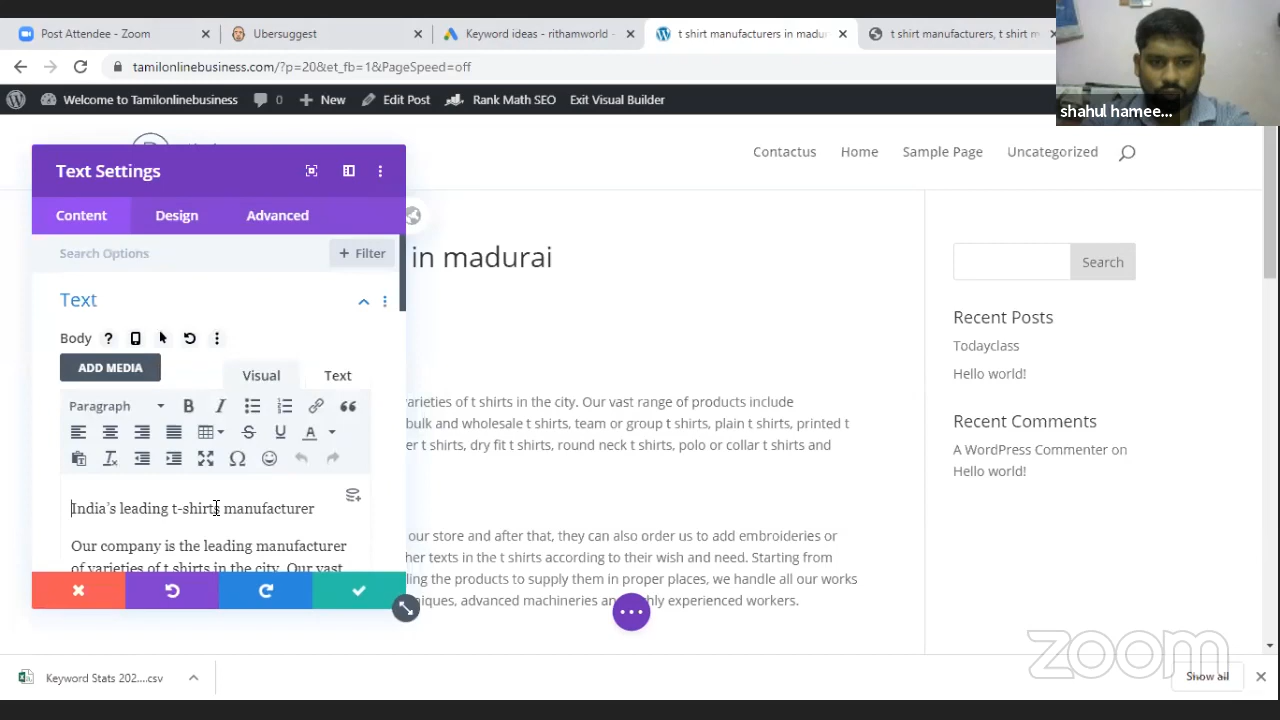 Post Attendee - Zoom
Ubersuggest
Keyword ideas - rithamworld -
t shirt manufacturers in madur
t shirt manufacturers, t shirt m
tamilonlinebusiness.com/?p=20&et_fb=1&PageSpeed=off
Welcome to Tamilonlinebusiness
0
New
Edit Post
Rank Math SEO
Exit Visual Builder
shahul hamee...
Contactus
Home
Sample Page
Uncategorized
Text Settings
Content
Design
Advanced
Search Options
+ Filter
in madurai
Search
Text
Recent Posts
Body
ADD MEDIA
Visual
Text
Todayclass
Hello world!
Paragraph
varieties of t shirts in the city. Our vast range of products include
bulk and wholesale t shirts, team or group t shirts, plain t shirts, printed t
er t shirts, dry fit t shirts, round neck t shirts, polo or collar t shirts and
Recent Comments
A WordPress Commenter on
Hello world!
India's leading t-shirts manufacturer
Our company is the leading manufacturer
of varieties of t shirts in the city. Our vast
our store and after that, they can also order us to add embroideries or
her texts in the t shirts according to their wish and need. Starting from
ling the products to supply them in proper places, we handle all our works
niques, advanced machineries and highly experienced workers.
zoom
Keyword Stats 202....csv
Show all